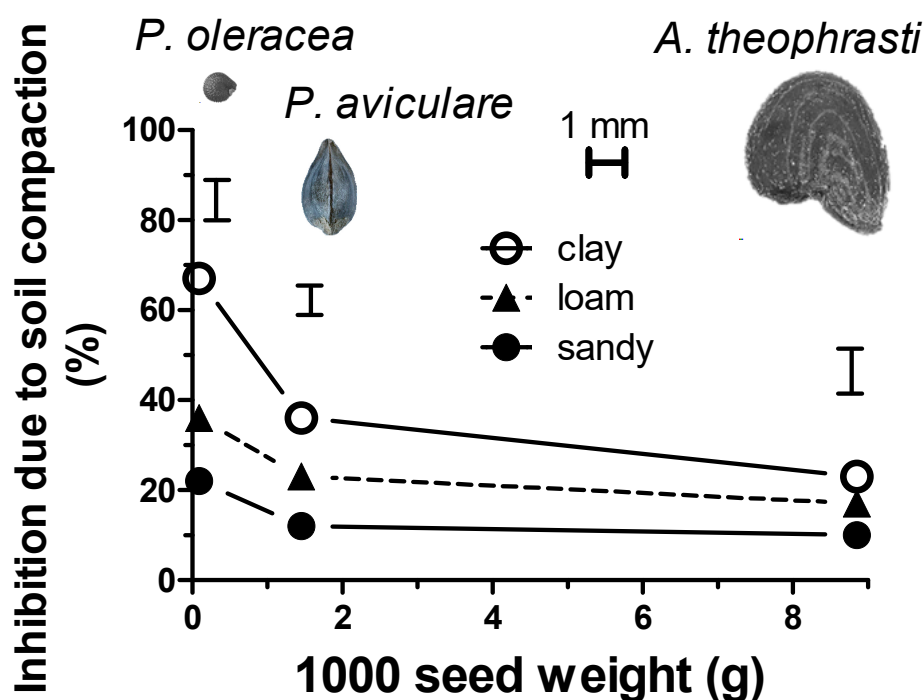 P. oleracea
A. theophrasti
P. aviculare
1 mm
Inhibition due to soil compaction
(%)
100
80
60
40
20
0
clay
loam
sandy
0 2 4 6 8
1000 seed weight (g)